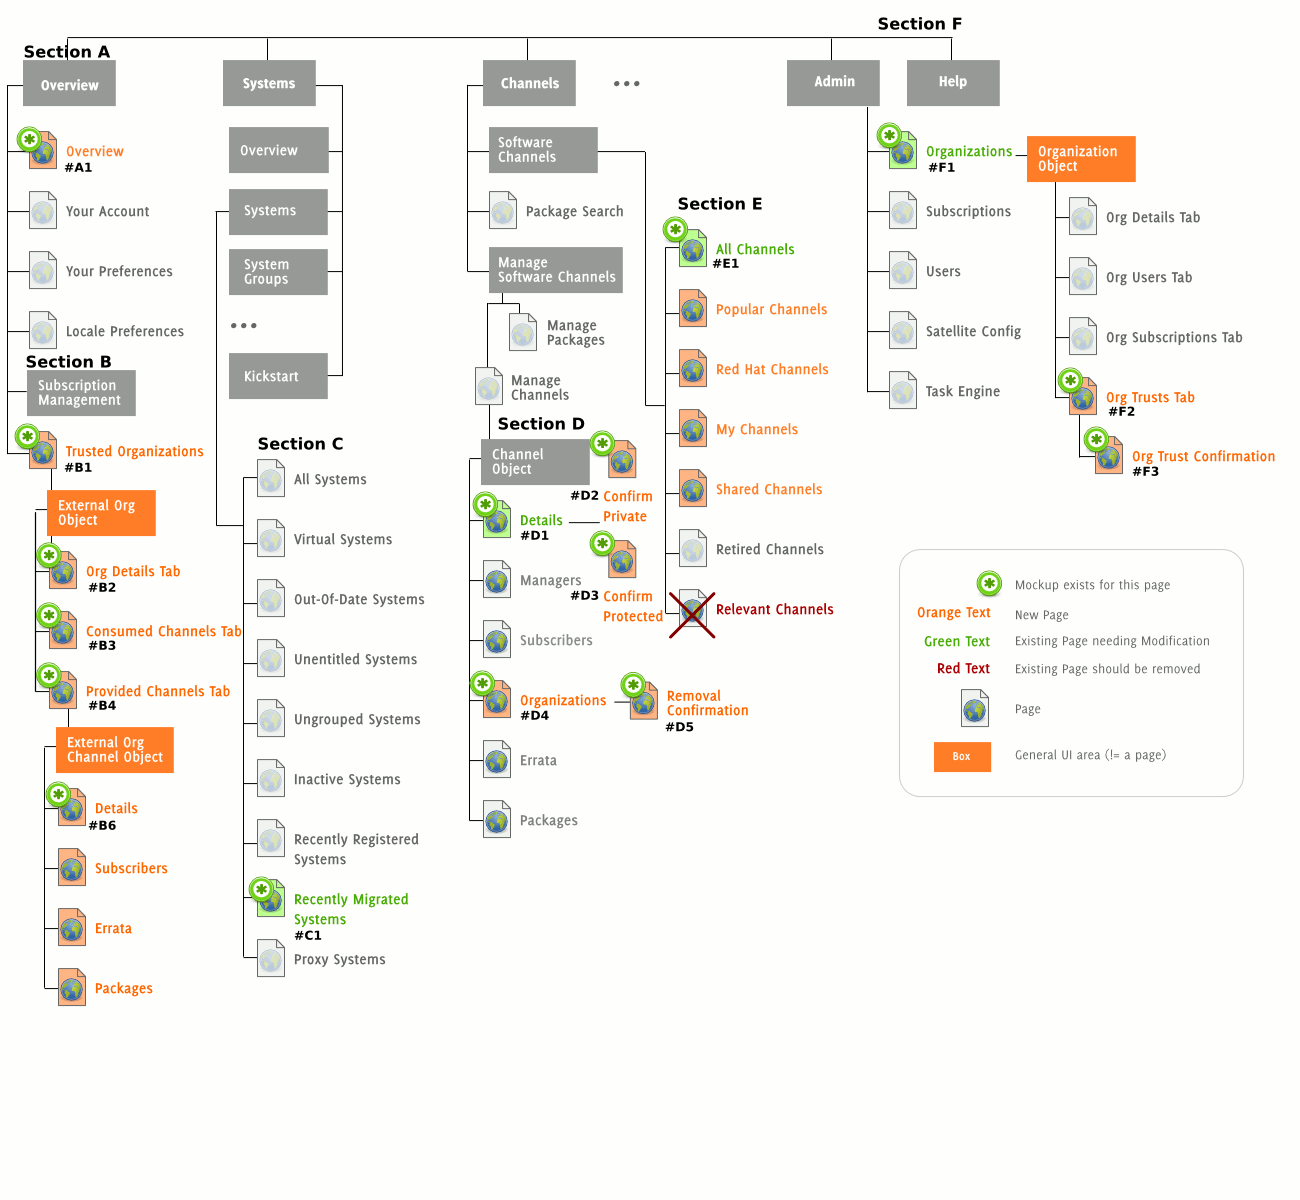 Section F
Section A
Overview
Systems
Channels
...
Admin
Help
Overview
#A1
Your Account
Your Preferences
Locale Preferences
Section B
Subscription
Management
Trusted Organizations
#B1
External Org
Object
Org Details Tab
#B2
Consumed Channels Tab
#B3
Provided Channels Tab
#B4
External Org
Channel Object
Details
#B6
Subscribers
Errata
Packages
Overview
Systems
System
Groups
...
Kickstart
Section C
All Systems
Virtual Systems
Out-Of-Date Systems
Unentitled Systems
Ungrouped Systems
Inactive Systems
Recently Registered
Systems
Recently Migrated
Systems
#C1
Proxy Systems
Software
Channels
Package Search
Manage
Software Channels
Manage
Packages
Manage
Channels
Section D
Channel
Object
#D2 Confirm
Private
Details
#D1
Managers
#D3 Confirm
Protected
Subscribers
Organizations
#D4
Removal
Confirmation
#D5
Errata
Packages
Section E
All Channels
#E1
Popular Channels
Red Hat Channels
My Channels
Shared Channels
Retired Channels
Relevant Channels
Organizations
#F1
Subscriptions
Users
Satellite Config
Task Engine
Organization
Object
Org Details Tab
Org Users Tab
Org Subscriptions Tab
Org Trusts Tab
#F2
Org Trust Confirmation
#F3
Mockup exists for this page
Orange Text New Page
Green Text Existing Page needing Modification
Red Text Existing Page should be removed
Page
Box General UI area (!= a page)